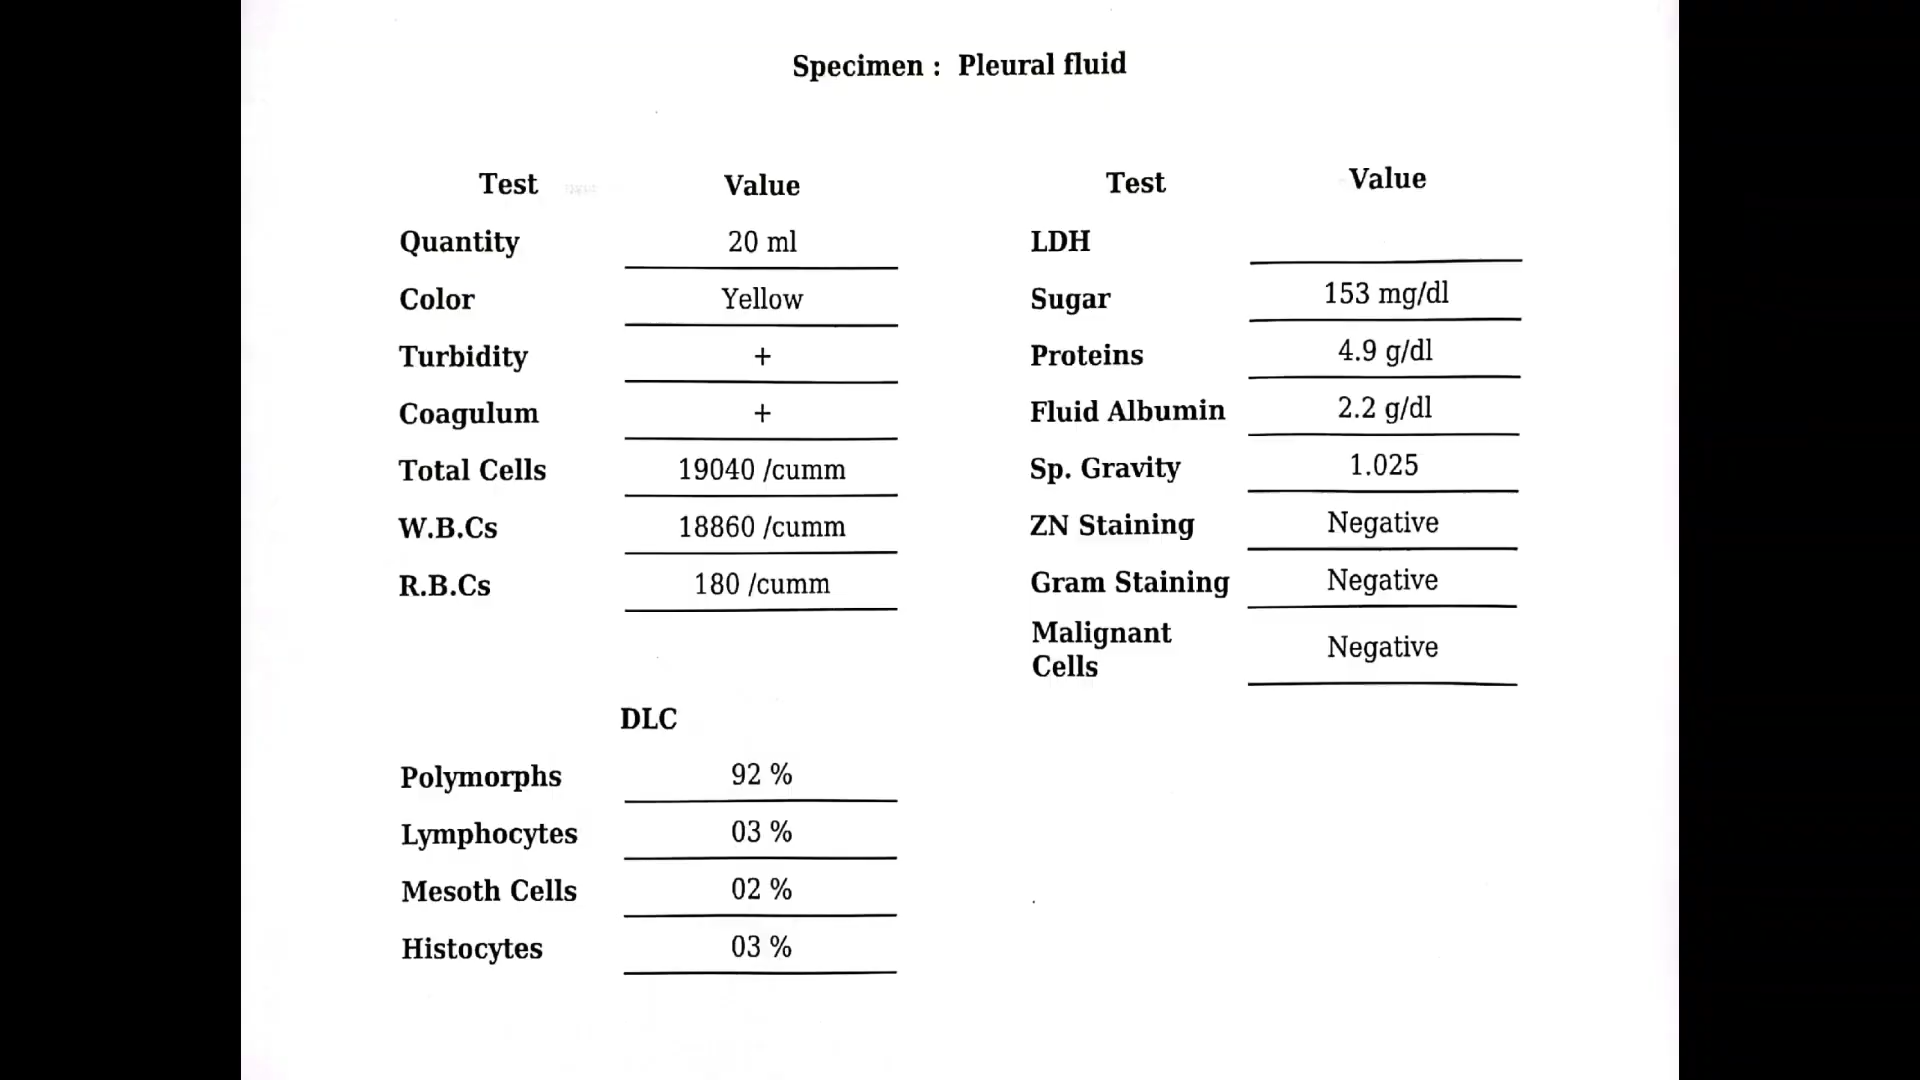 Specimen : Pleural fluid
Test Value
Quantity 20 ml
Color Yellow
Turbidity +
Coagulum +
Total Cells 19040 /cumm
W.B.Cs 18860 /cumm
R.B.Cs 180 /cumm
DLC
Polymorphs 92 %
Lymphocytes 03 %
Mesoth Cells 02 %
Histocytes 03 %
Test Value
LDH
Sugar 153 mg/dl
Proteins 4.9 g/dl
Fluid Albumin 2.2 g/dl
Sp. Gravity 1.025
ZN Staining Negative
Gram Staining Negative
Malignant
Cells Negative